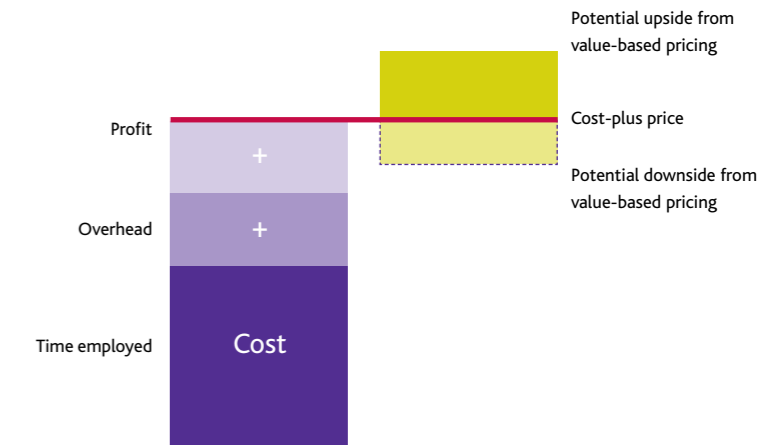 Potential upside from
value-based pricing
Profit
Cost-plus price
+
Potential downside from
value-based pricing
Overhead
+
Time employed
Cost